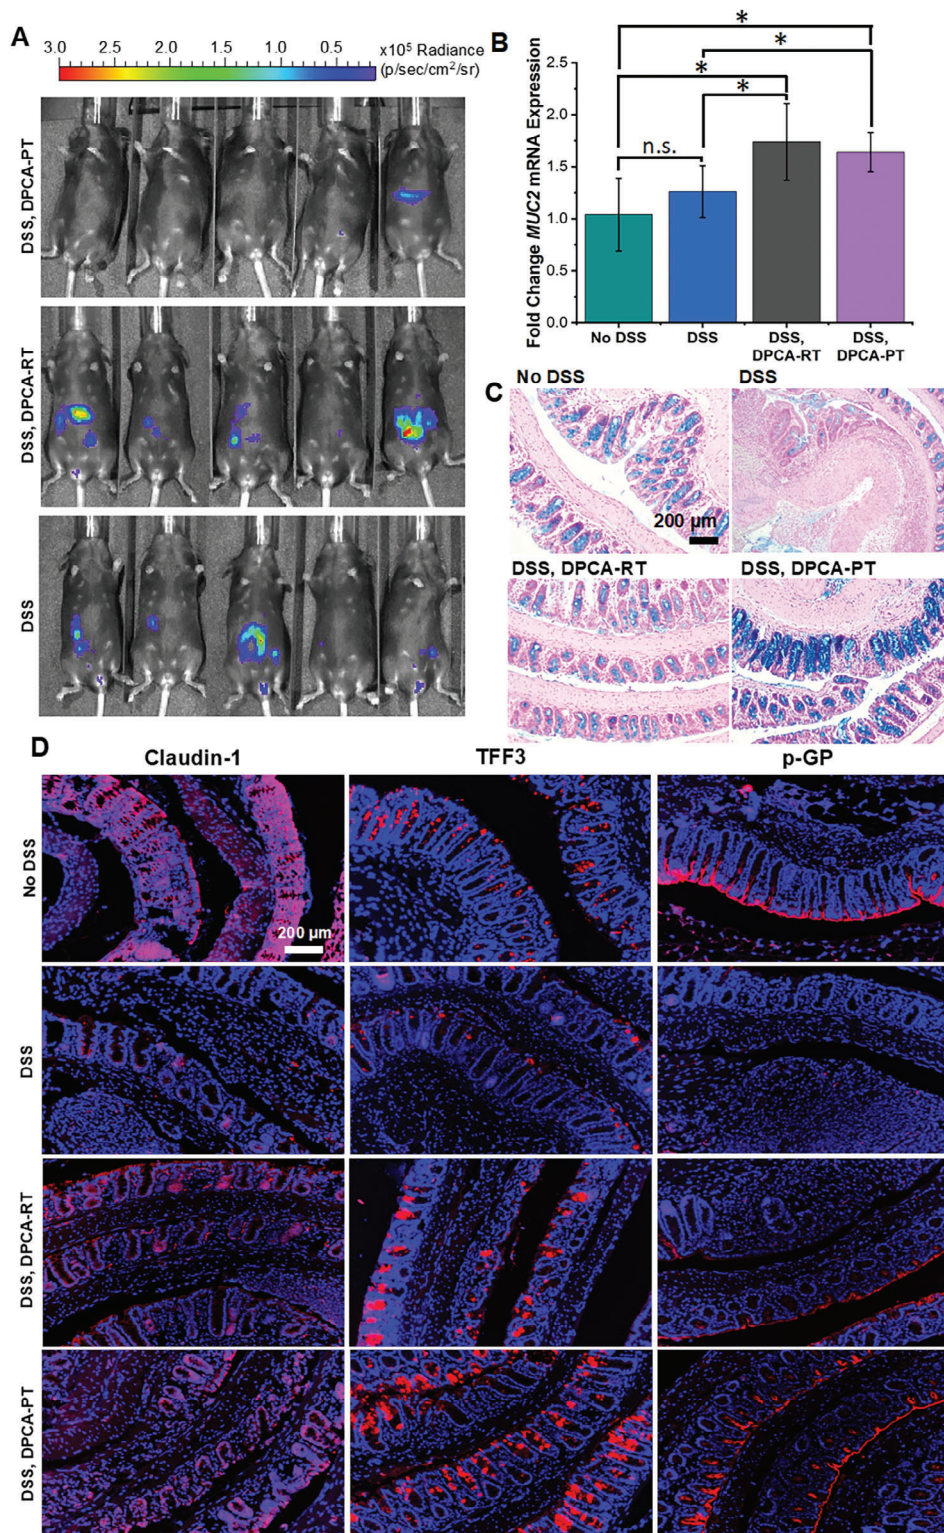 A
3.0 2.5 2.0 1.5 1.0 0.5 x10⁵ Radiance
(p/sec/cm²/sr)
DSS, DPCA-PT
DSS, DPCA-RT
DSS
B
Fold Change MUC2 mRNA Expression
2.5
2.0
1.5
1.0
0.5
0.0
*
*
*
*
n.s.
No DSS
DSS
DSS,
DPCA-RT
DSS,
DPCA-PT
C
No DSS
DSS
200 µm
DSS, DPCA-RT
DSS, DPCA-PT
D
Claudin-1
TFF3
p-GP
No DSS
200 µm
DSS
DSS, DPCA-RT
DSS, DPCA-PT